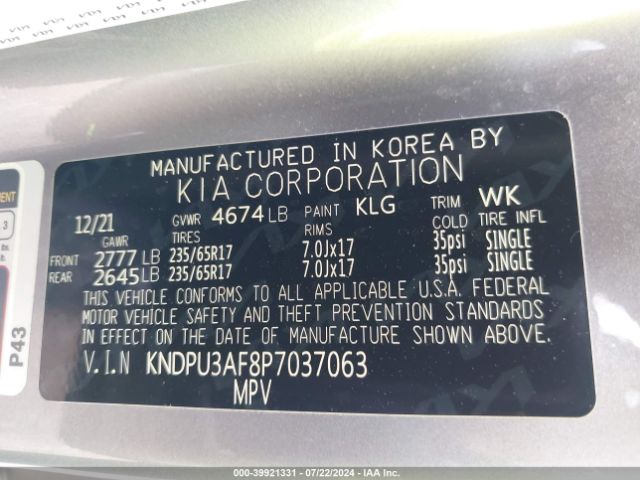 MANUFACTURED IN KOREA BY
KIA CORPORATION
12/21 GVWR 4674 LB PAINT KLG TRIM WK
GAWR TIRES RIMS COLD TIRE INFL
FRONT 2777 LB 235/65R17 7.0Jx17 35psi SINGLE
REAR 2645 LB 235/65R17 7.0Jx17 35psi SINGLE
THIS VEHICLE CONFORMS TO ALL APPLICABLE U.S.A. FEDERAL
MOTOR VEHICLE SAFETY AND THEFT PREVENTION STANDARDS
IN EFFECT ON THE DATE OF MANUFACTURE SHOWN ABOVE.
V.I.N KNDPU3AF8P7037063
MPV
P43
3
000-39921331 - 07/22/2024 - IAA Inc.